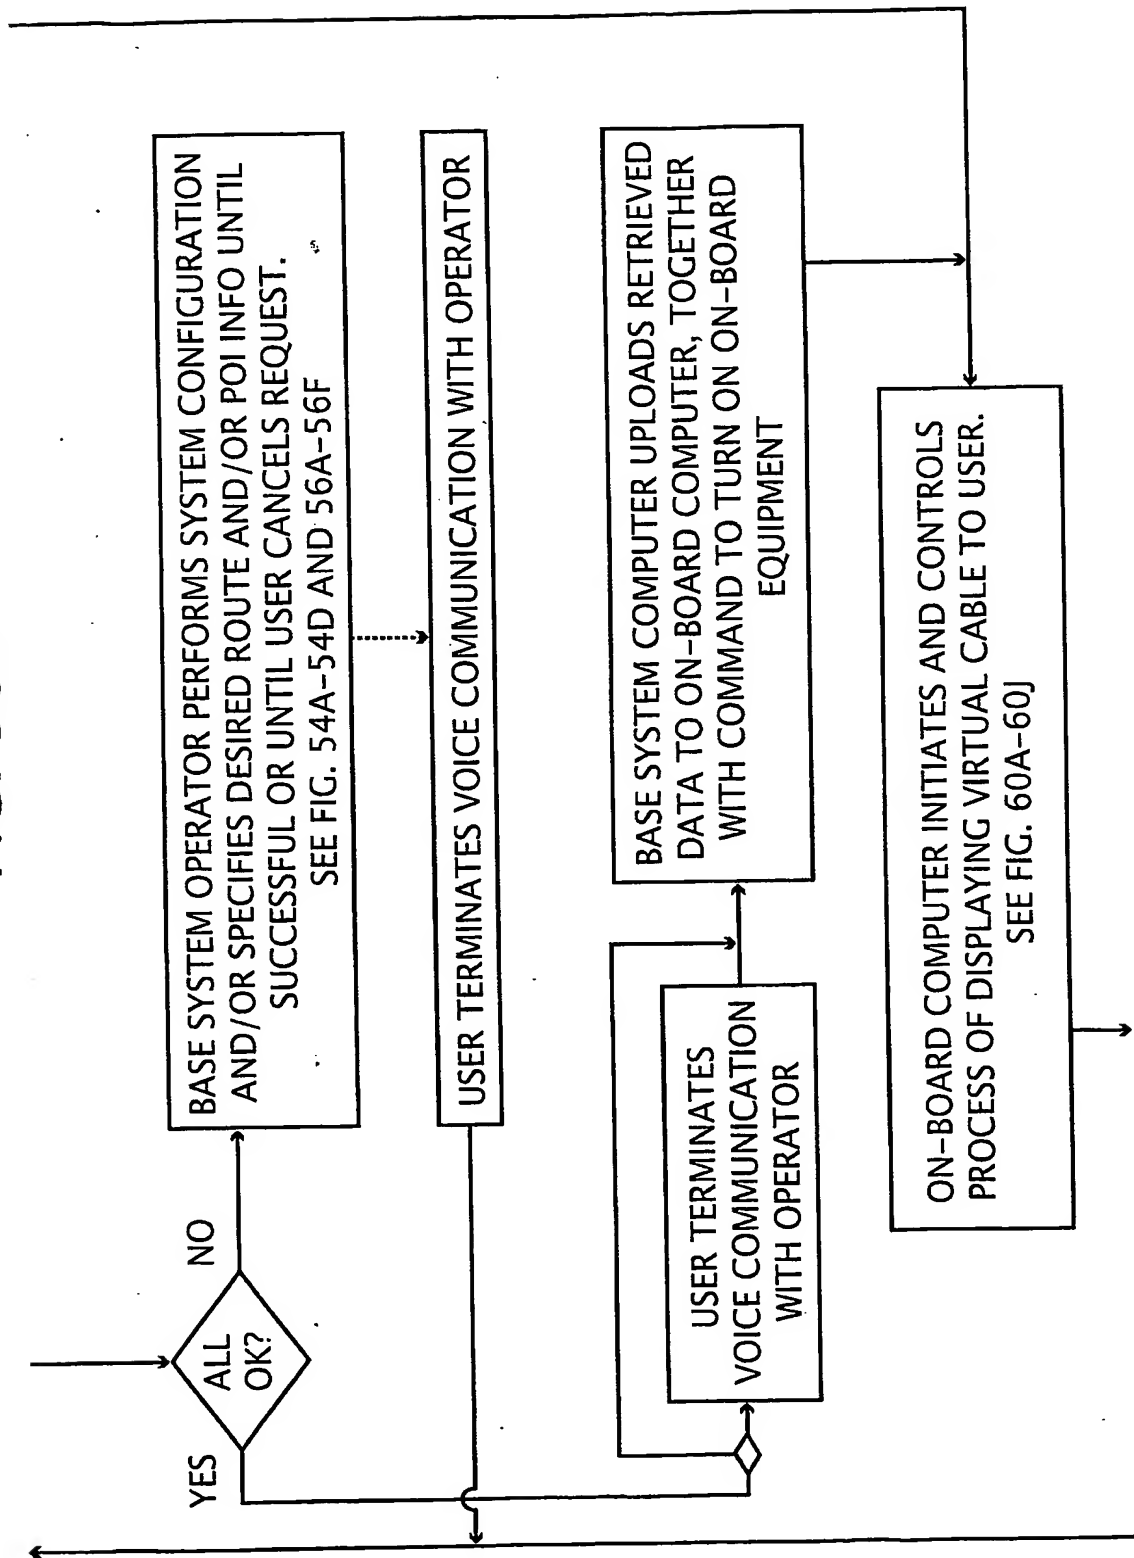 ALL
OK?
YES
NO
BASE SYSTEM OPERATOR PERFORMS SYSTEM CONFIGURATION
AND/OR SPECIFIES DESIRED ROUTE AND/OR POI INFO UNTIL
SUCCESSFUL OR UNTIL USER CANCELS REQUEST.
SEE FIG. 54A-54D AND 56A-56F
USER TERMINATES VOICE COMMUNICATION WITH OPERATOR
USER TERMINATES
VOICE COMMUNICATION
WITH OPERATOR
BASE SYSTEM COMPUTER UPLOADS RETRIEVED
DATA TO ON-BOARD COMPUTER, TOGETHER
WITH COMMAND TO TURN ON ON-BOARD
EQUIPMENT
ON-BOARD COMPUTER INITIATES AND CONTROLS
PROCESS OF DISPLAYING VIRTUAL CABLE TO USER.
SEE FIG. 60A-60J